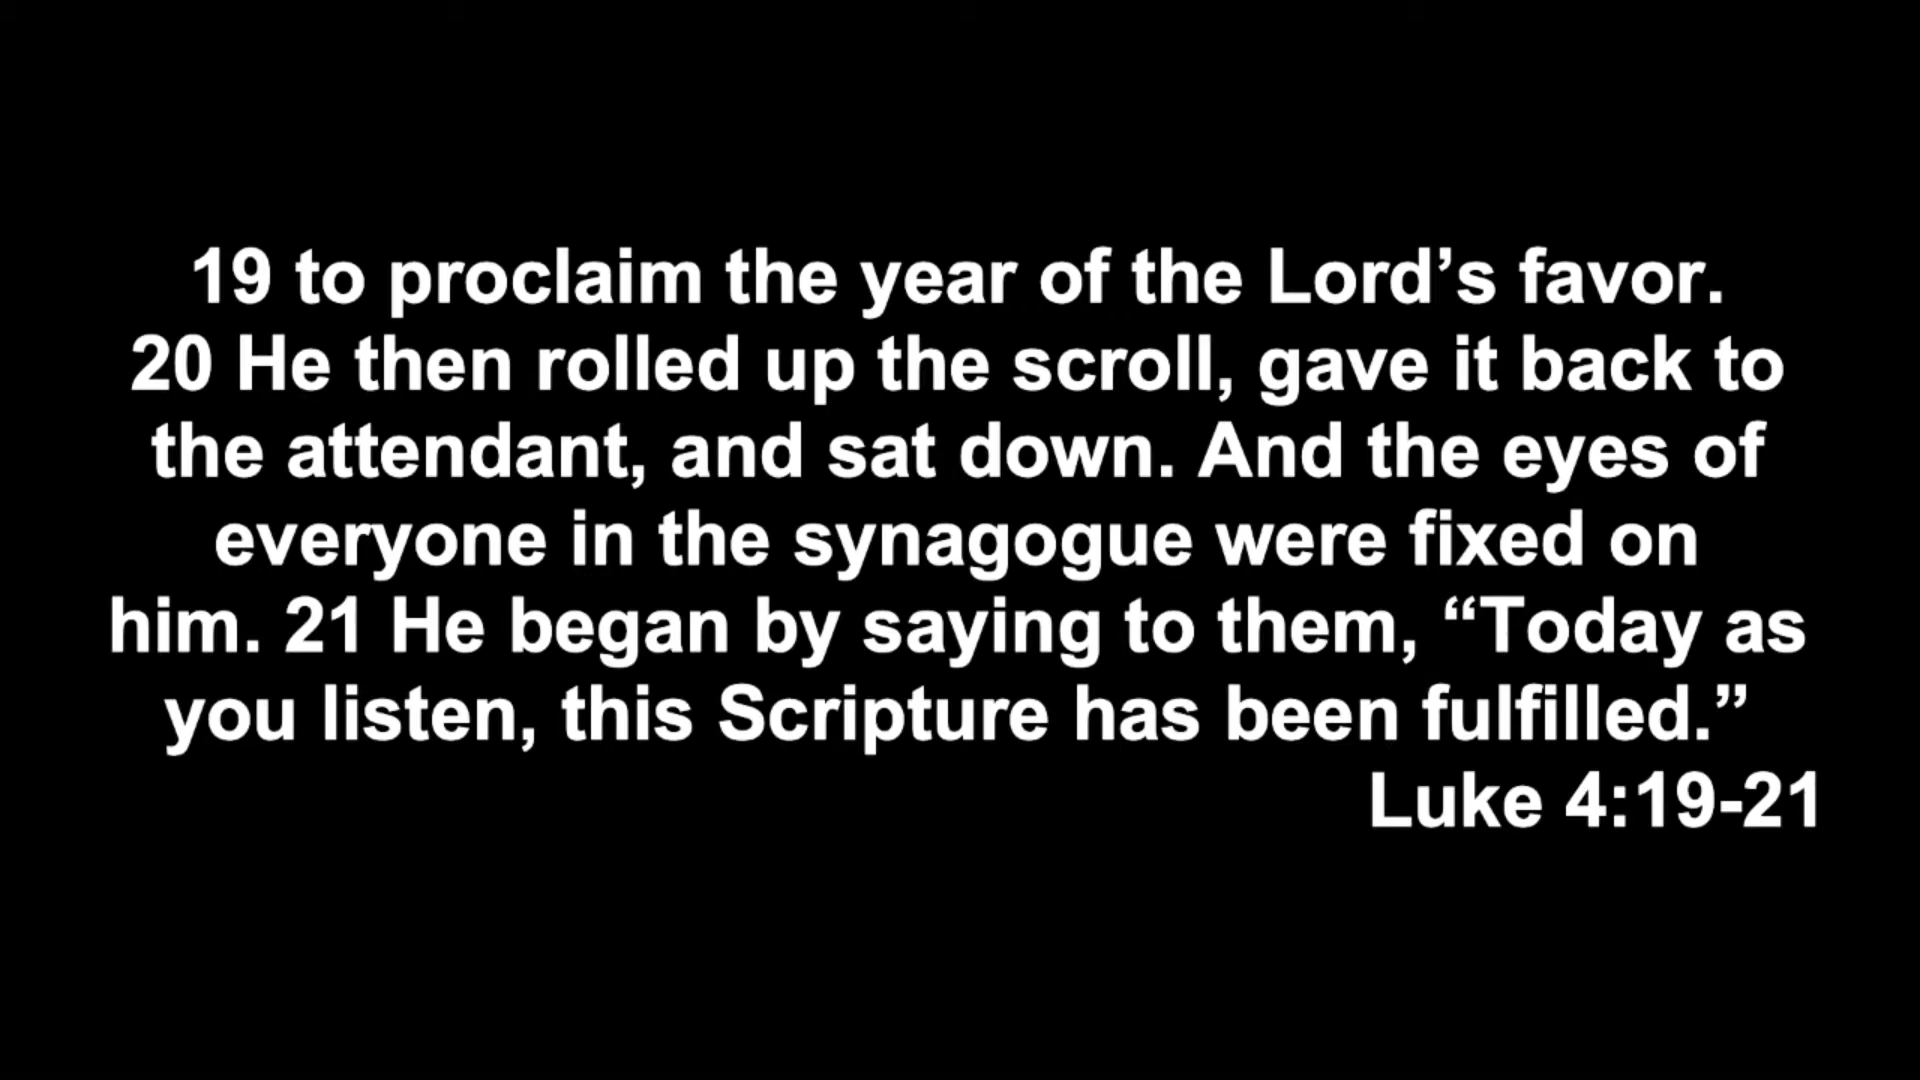 19 to proclaim the year of the Lord’s favor.
20 He then rolled up the scroll, gave it back to
the attendant, and sat down. And the eyes of
everyone in the synagogue were fixed on
him. 21 He began by saying to them, “Today as
you listen, this Scripture has been fulfilled.”
Luke 4:19-21